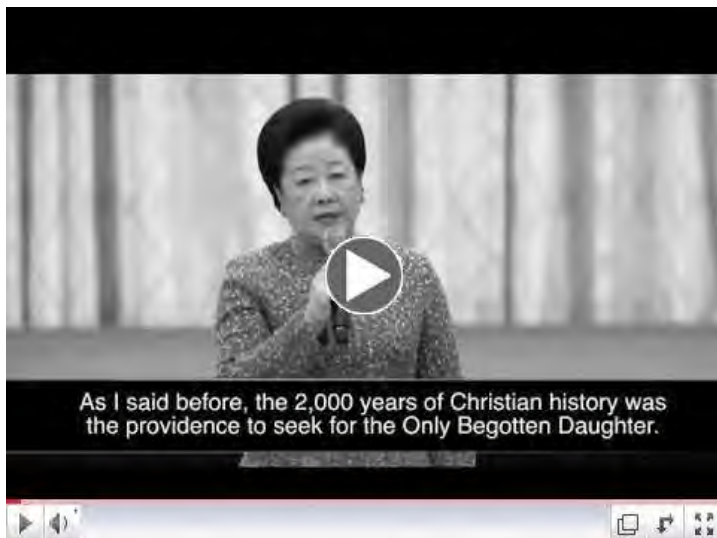 As I said before, the 2,000 years of Christian history was
the providence to seek for the Only Begotten Daughter.